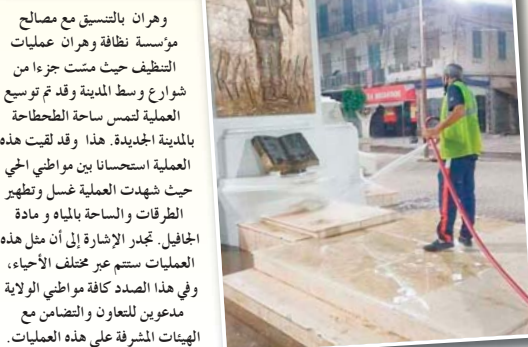 وهران بالتنسيق مع مصالح
مؤسسة نظافة وهران عمليات
التنظيف حيث مسّت جزءا من
شوارع وسط المدينة وقد تم توسيع
العملية لتمس ساحة الطحطاحة
بالمدينة الجديدة. هذا وقد لقيت هذه
العملية استحسانا بين مواطني الحي
حيث شهدت العملية غسل وتطهير
الطرقات والساحة بالمياه و مادة
الجافيل. تجدر الإشارة إلى أن مثل هذه
العمليات ستتم عبر مختلف الأحياء،
وفي هذا الصدد كافة مواطني الولاية
مدعوين للتعاون والتضامن مع
الهيئات المشرفة على هذه العمليات.